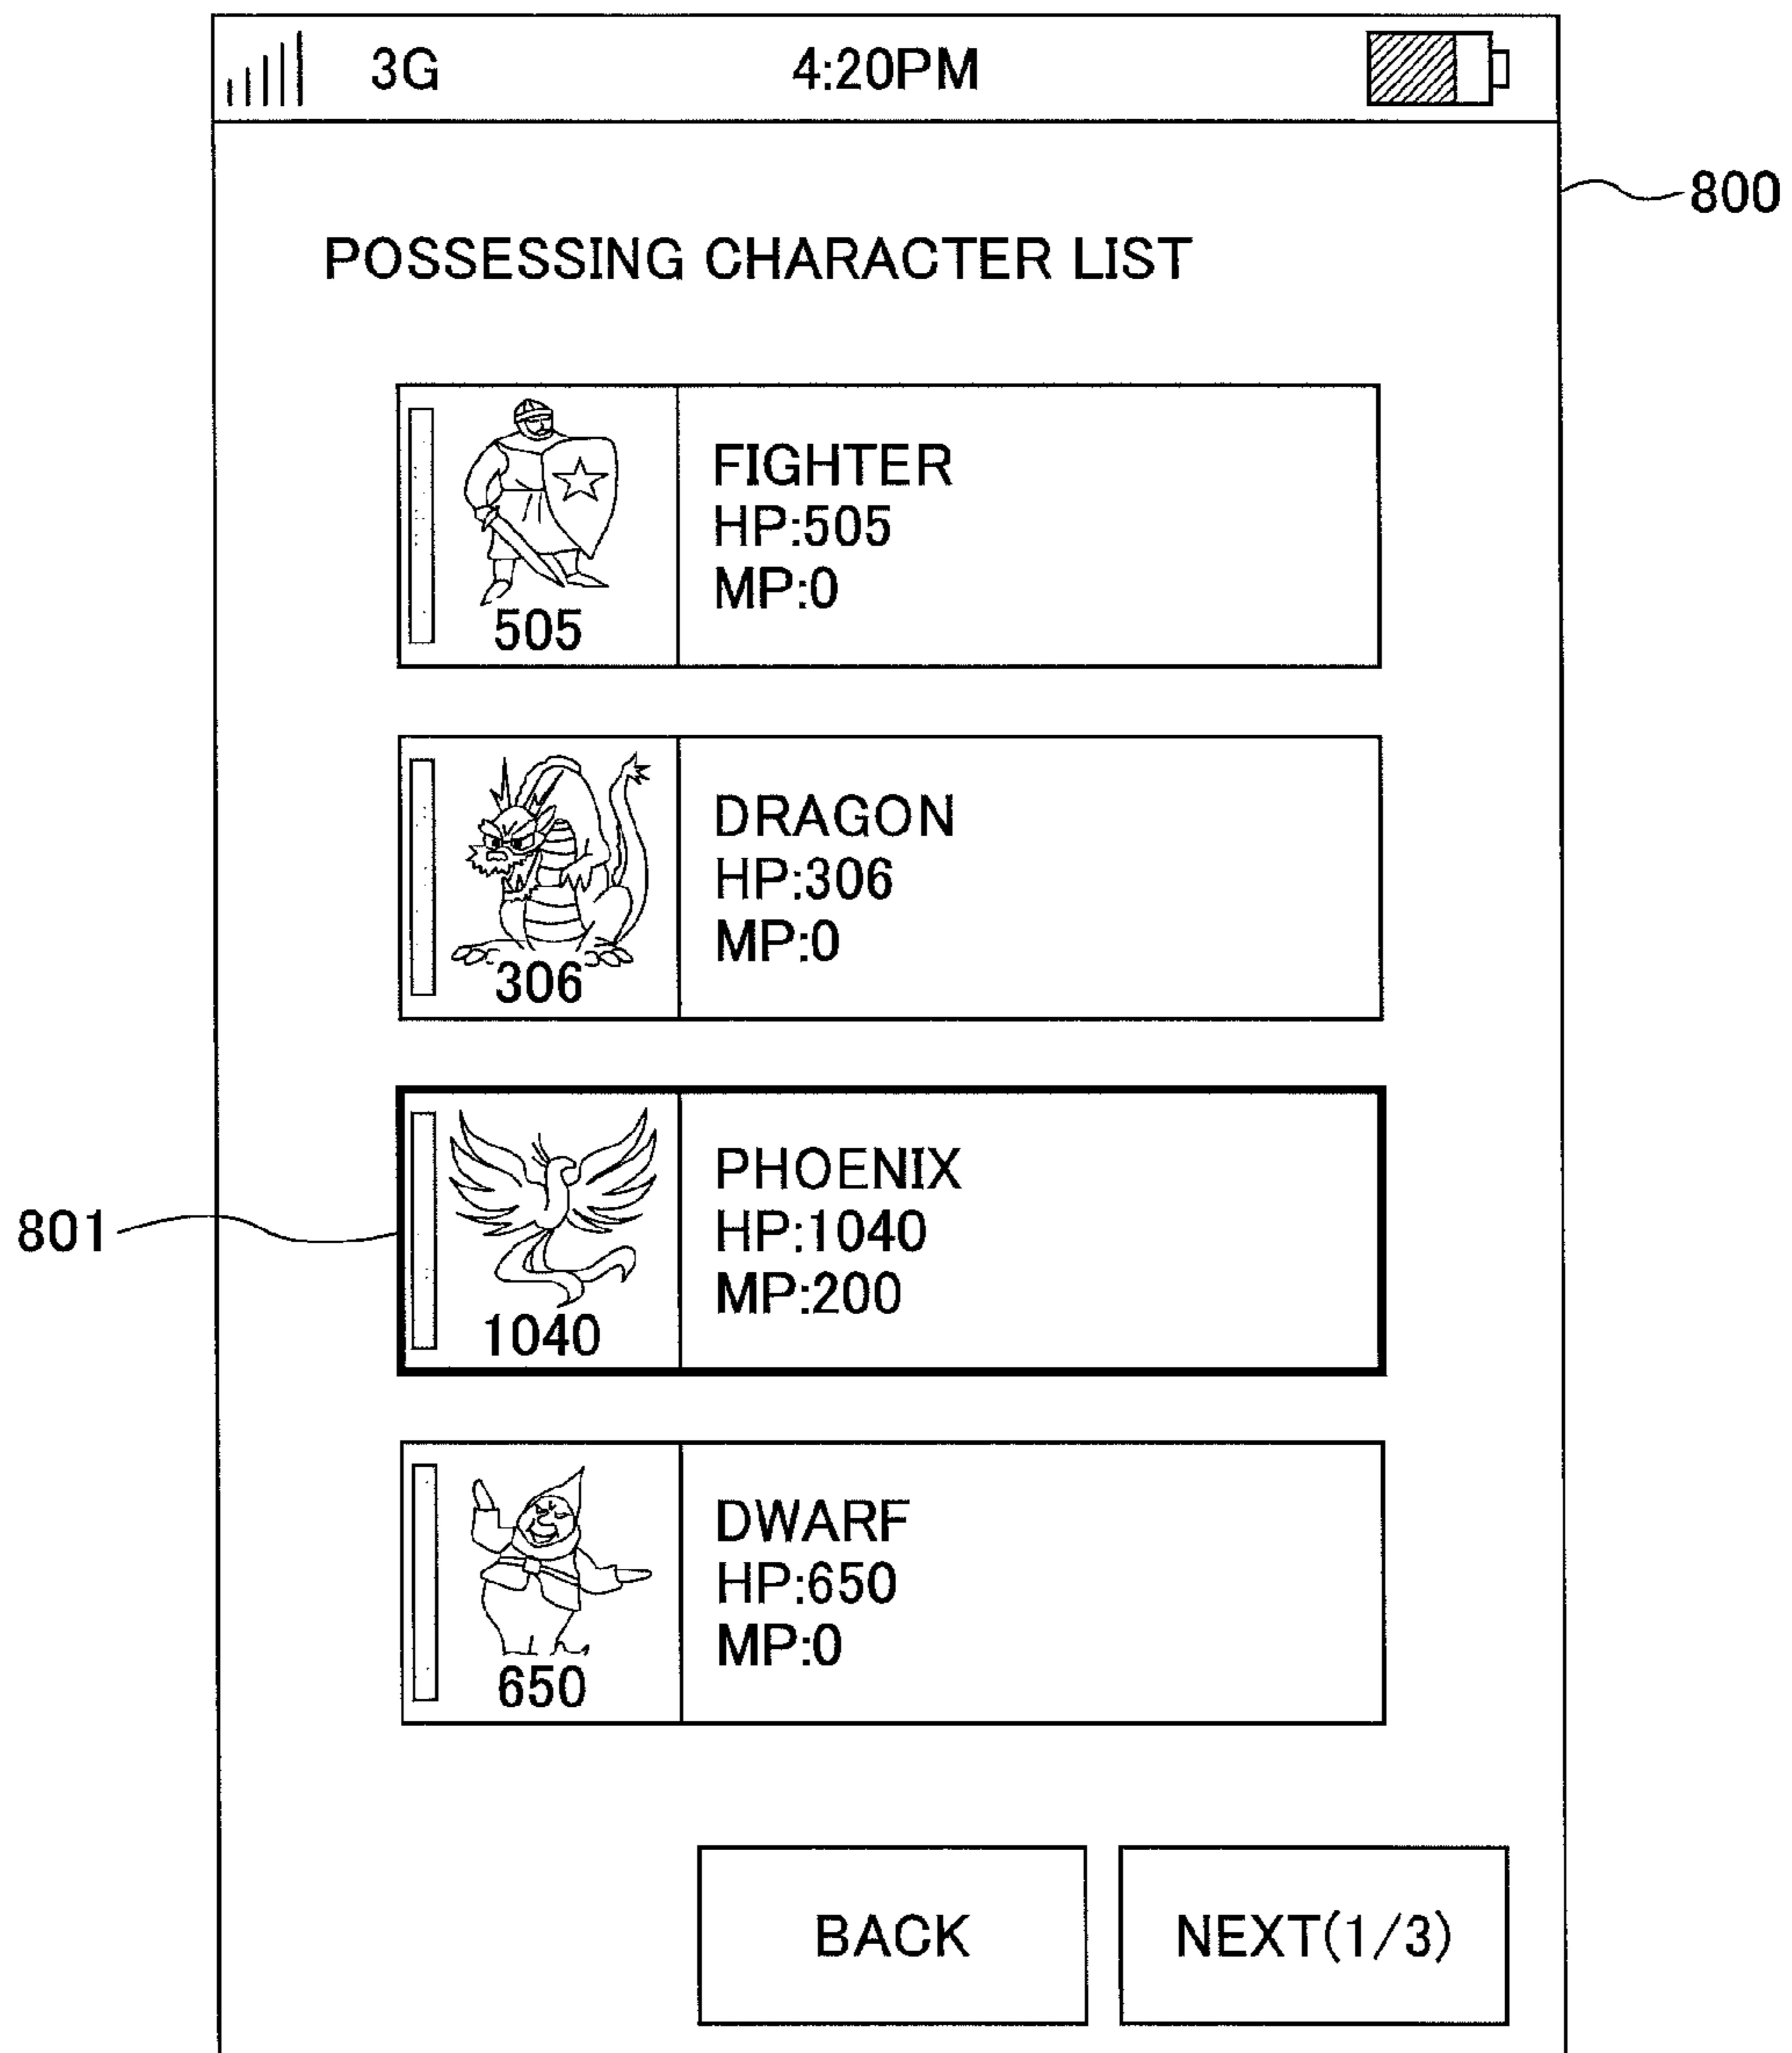 3G 4:20PM
800
POSSESSING CHARACTER LIST
FIGHTER
HP:505
MP:0
505
DRAGON
HP:306
MP:0
306
801
PHOENIX
HP:1040
MP:200
1040
DWARF
HP:650
MP:0
650
BACK NEXT(1/3)